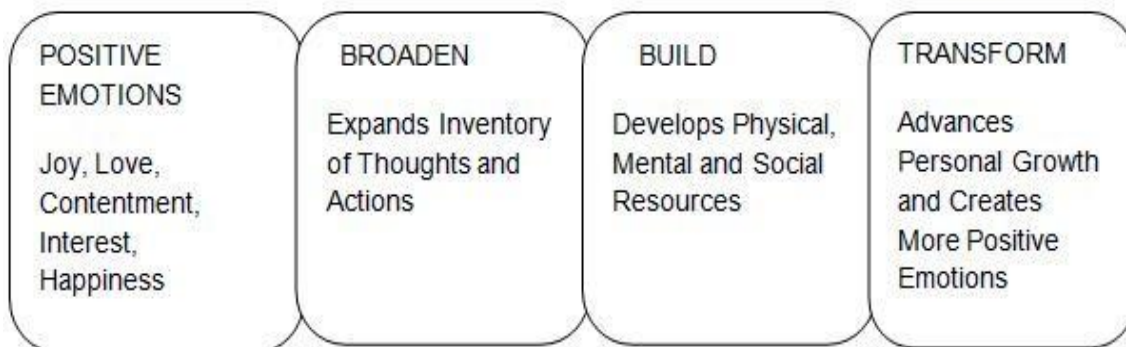 POSITIVE
EMOTIONS
Joy, Love,
Contentment,
Interest,
Happiness
BROADEN
Expands Inventory
of Thoughts and
Actions
BUILD
Develops Physical,
Mental and Social
Resources
TRANSFORM
Advances
Personal Growth
and Creates
More Positive
Emotions